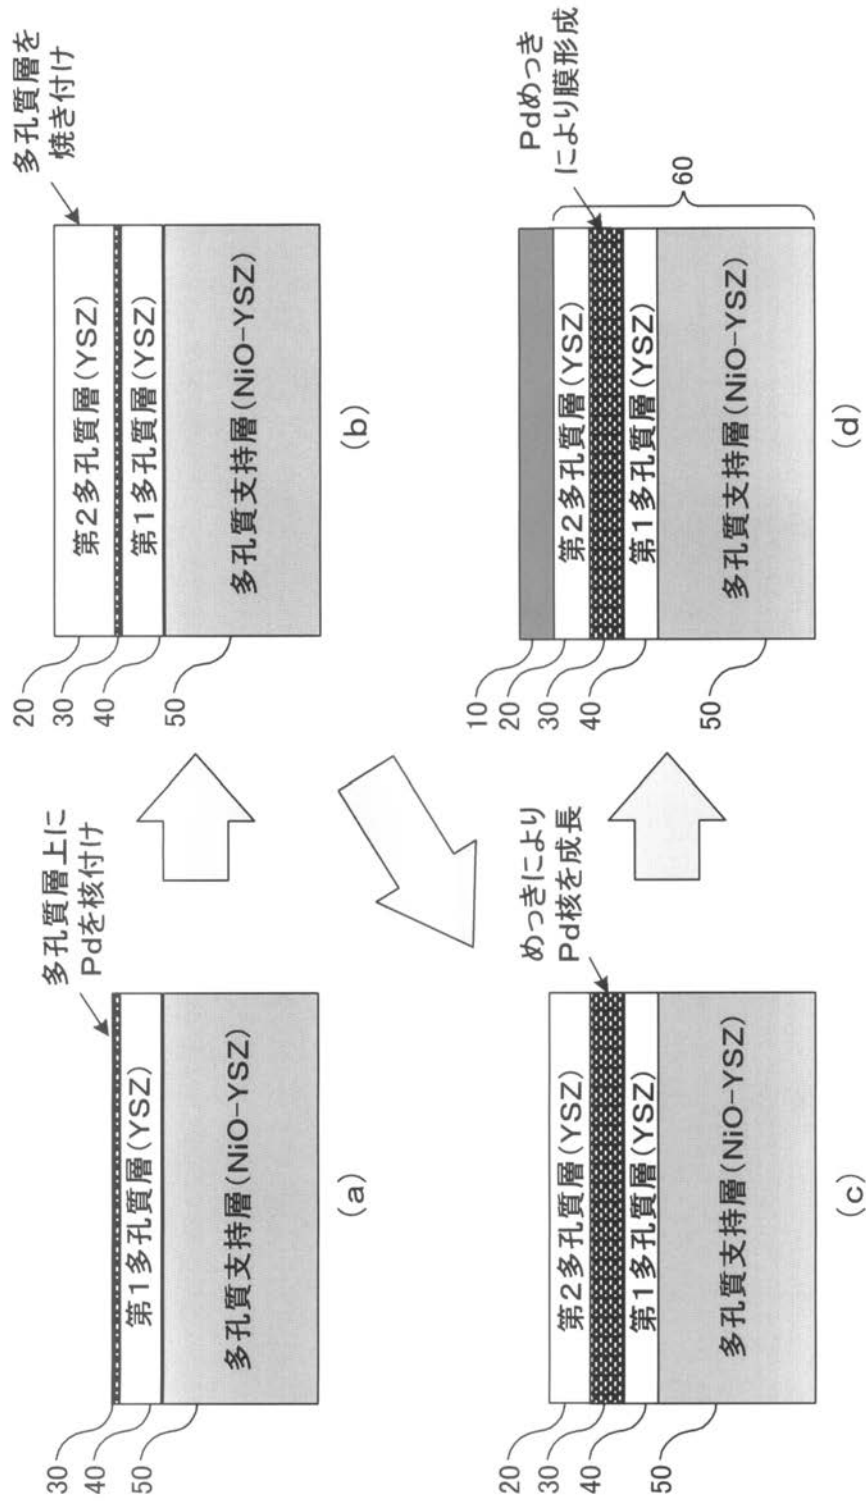 多孔質層上に
Pdを核付け
30
40
50
第1多孔質層(YSZ)
多孔質支持層(NiO-YSZ)
(a)
多孔質層を
焼き付け
20
30
40
50
第2多孔質層(YSZ)
第1多孔質層(YSZ)
多孔質支持層(NiO-YSZ)
(b)
めっきにより
Pd核を成長
20
30
40
50
第2多孔質層(YSZ)
第1多孔質層(YSZ)
多孔質支持層(NiO-YSZ)
(c)
Pdめっき
により膜形成
10
20
30
40
50
60
第2多孔質層(YSZ)
第1多孔質層(YSZ)
多孔質支持層(NiO-YSZ)
(d)